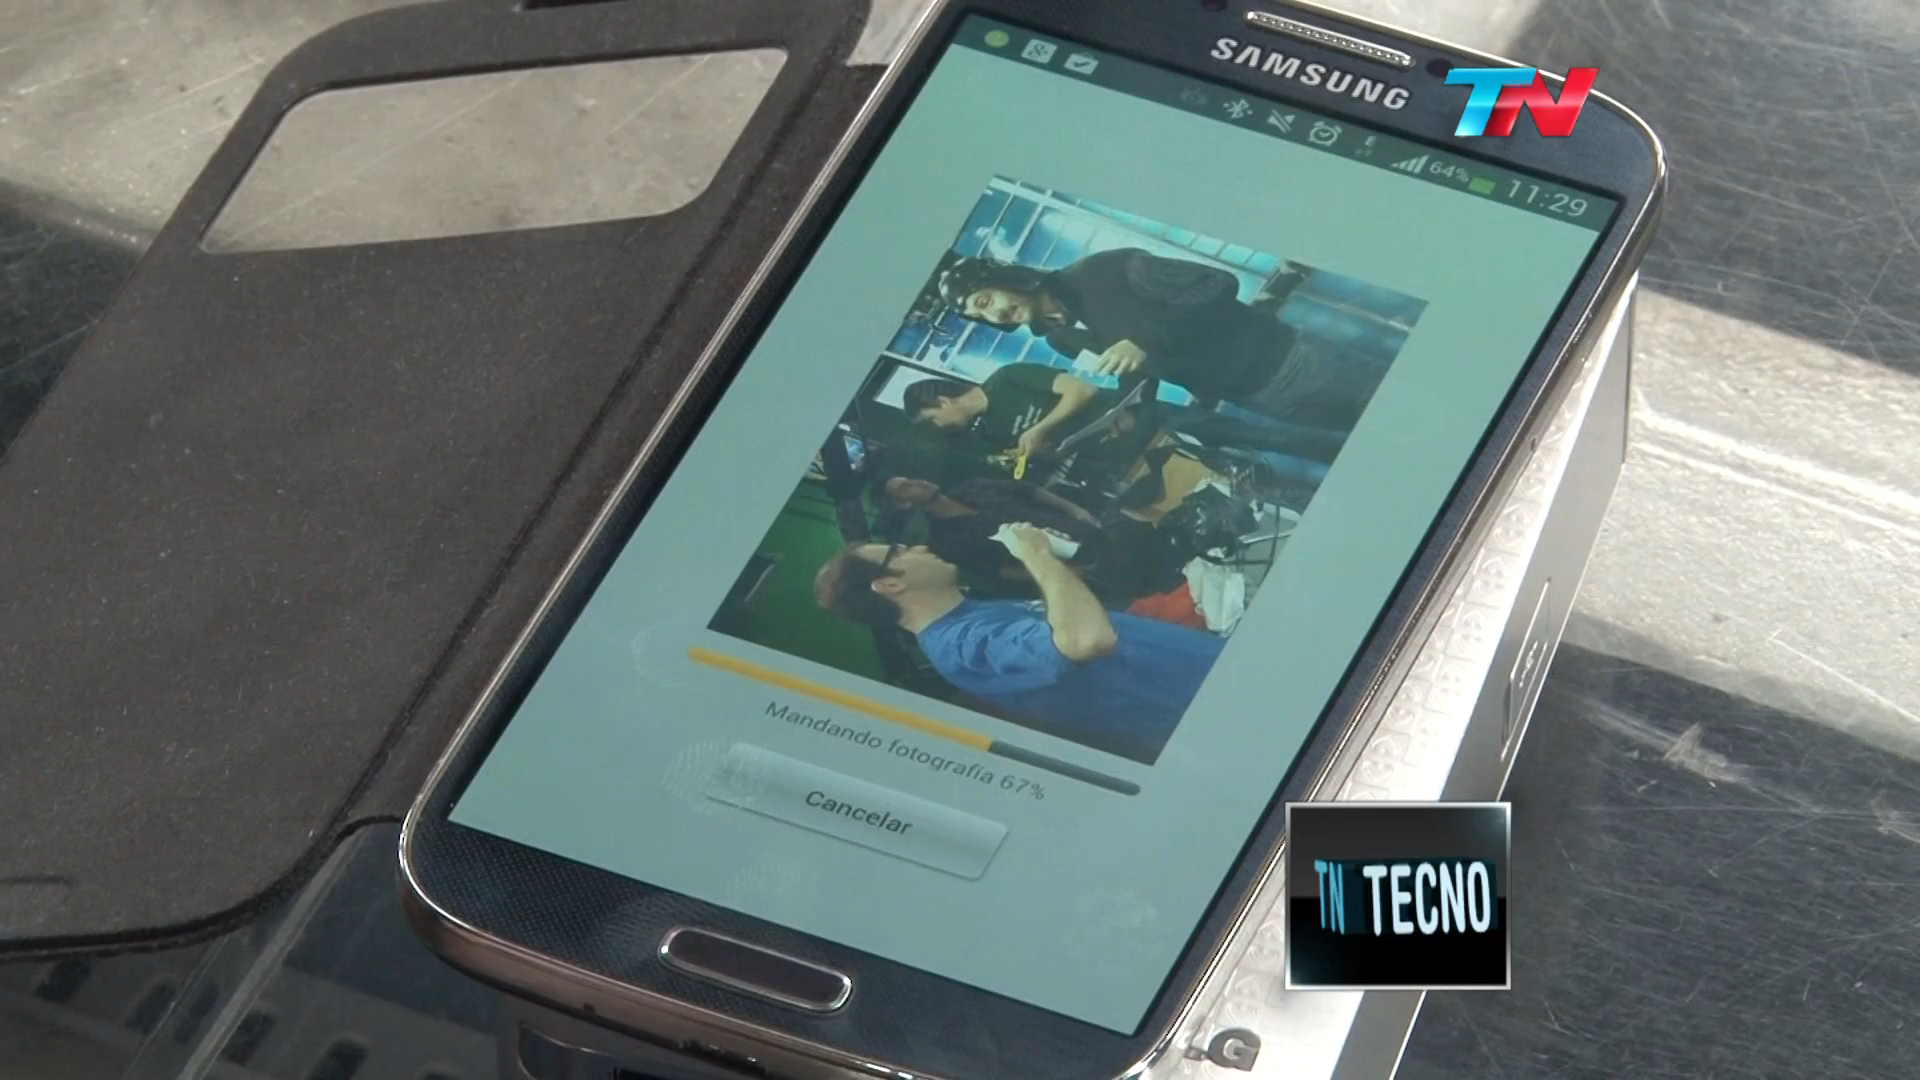 SAMSUNG
TN
64%
11:29
Mandando fotografía 67%
Cancelar
TN TECNO
G